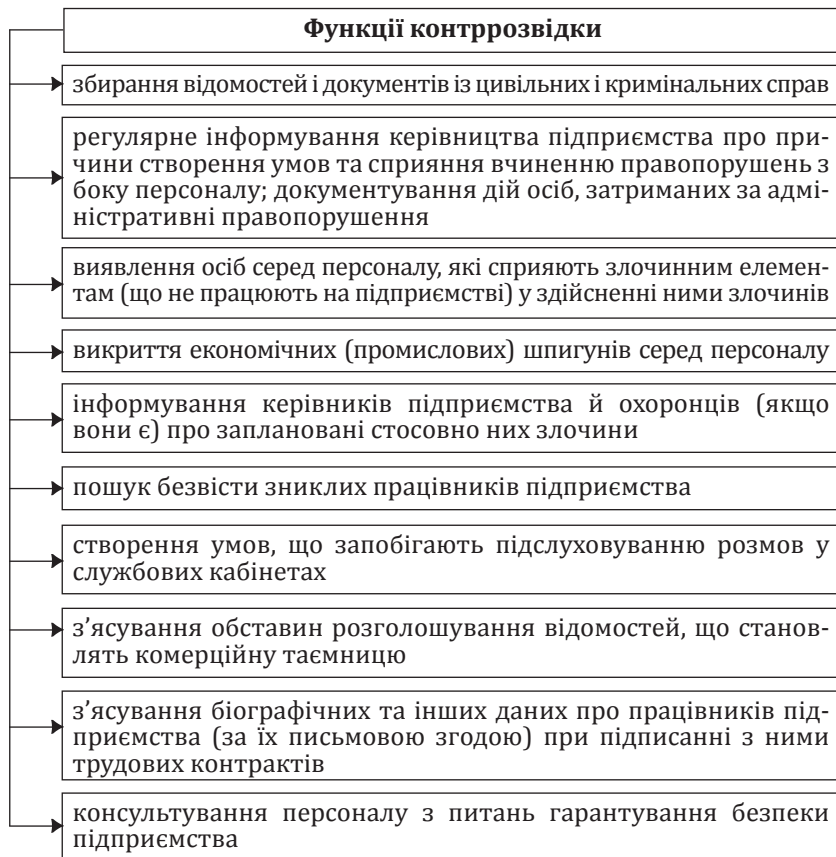 Функції контррозвідки
збирання відомостей і документів із цивільних і кримінальних справ
регулярне інформування керівництва підприємства про при-
чини створення умов та сприяння вчиненню правопорушень з
боку персоналу; документування дій осіб, затриманих за адмі-
ністративні правопорушення
виявлення осіб серед персоналу, які сприяють злочинним елемен-
там (що не працюють на підприємстві) у здійсненні ними злочинів
викриття економічних (промислових) шпигунів серед персоналу
інформування керівників підприємства й охоронців (якщо
вони є) про заплановані стосовно них злочини
пошук безвісти зниклих працівників підприємства
створення умов, що запобігають підслуховуванню розмов у
службових кабінетах
з’ясування обставин розголошування відомостей, що станов-
лять комерційну таємницю
з’ясування біографічних та інших даних про працівників під-
приємства (за їх письмовою згодою) при підписанні з ними
трудових контрактів
консультування персоналу з питань гарантування безпеки
підприємства